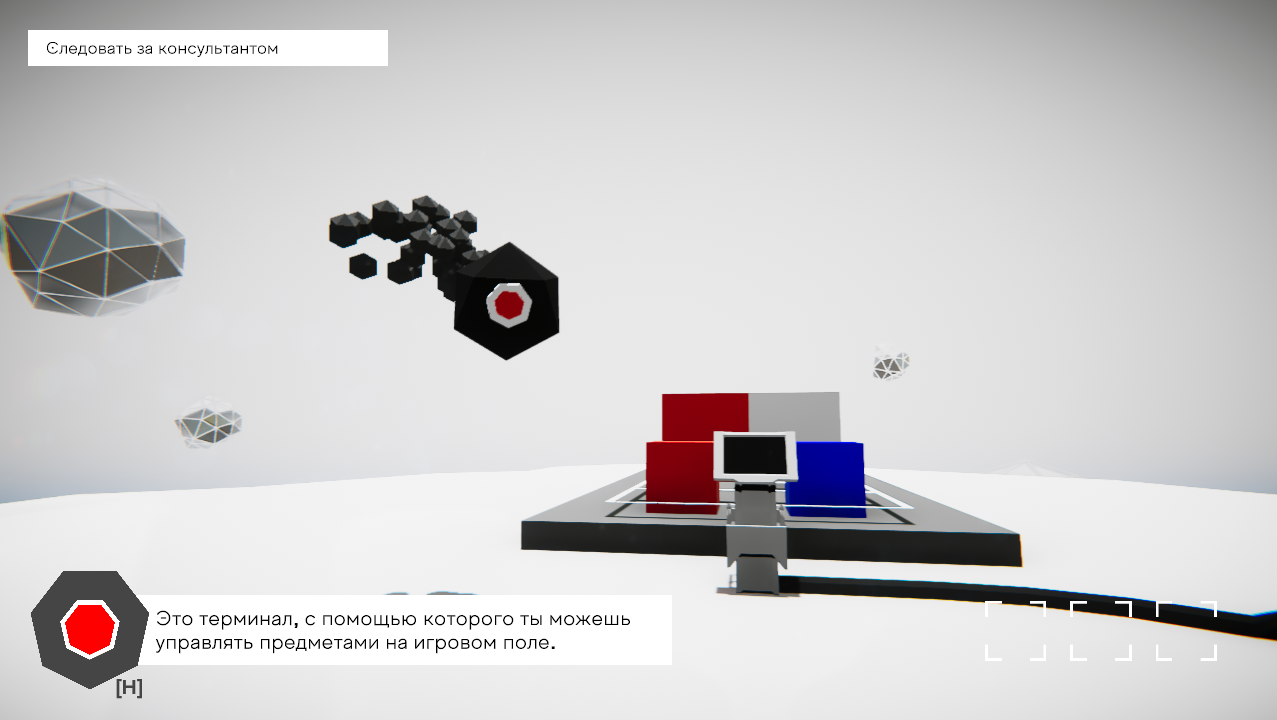 Следовать за консультантом
Это терминал, с помощью которого ты можешь
управлять предметами на игровом поле.
[H]